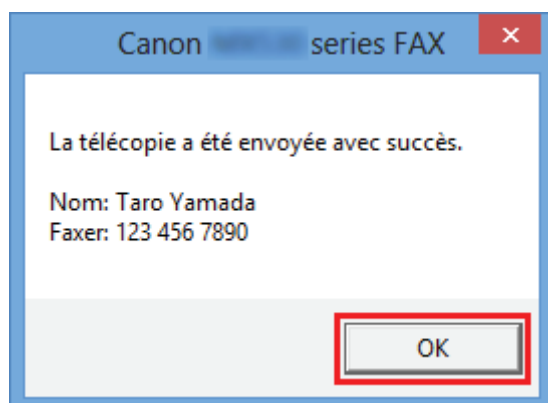 Canon series FAX
La télécopie a été envoyée avec succès.
Nom: Taro Yamada
Faxer: 123 456 7890
OK